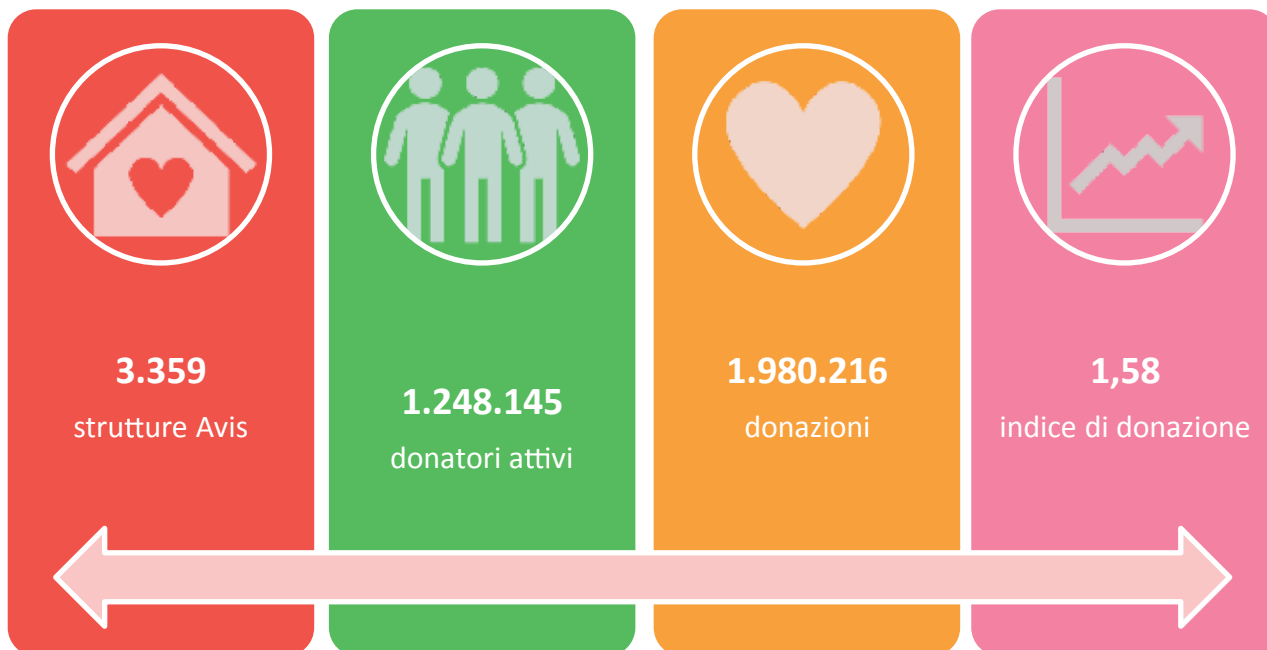 3.359
strutture Avis
1.248.145
donatori attivi
1.980.216
donazioni
1,58
indice di donazione